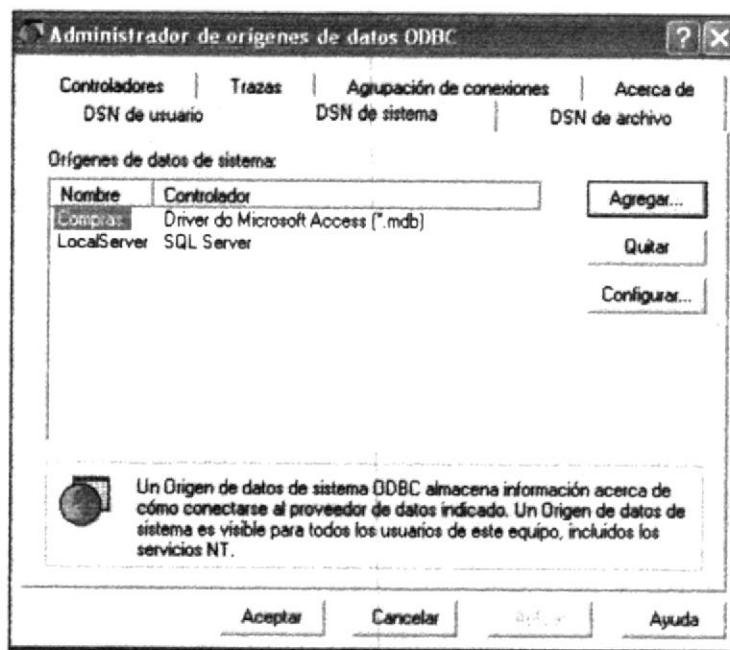 Administrador de orígenes de datos ODBC
Controladores Trazas Agrupación de conexiones Acerca de
DSN de usuario DSN de sistema DSN de archivo
Orígenes de datos de sistema:
Nombre Controlador
Compras Driver do Microsoft Access (*.mdb)
LocalServer SQL Server
Agregar...
Quitar
Configurar...
Un Origen de datos de sistema ODBC almacena información acerca de
cómo conectarse al proveedor de datos indicado. Un Origen de datos de
sistema es visible para todos los usuarios de este equipo, incluidos los
servicios NT.
Aceptar Cancelar Ayuda